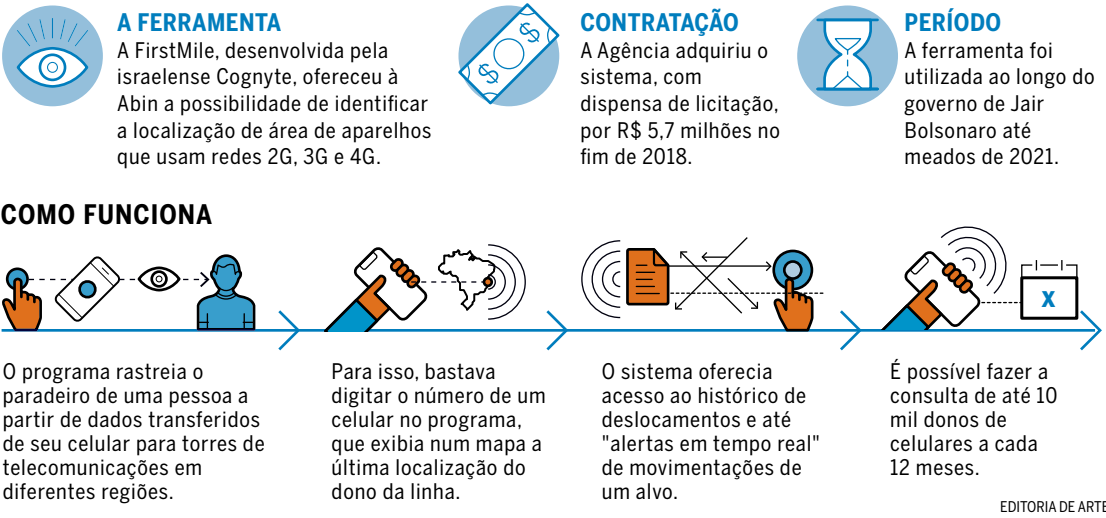 A FERRAMENTA
A FirstMile, desenvolvida pela
israelense Cognyte, ofereceu à
Abin a possibilidade de identificar
a localização de área de aparelhos
que usam redes 2G, 3G e 4G.
$
$
CONTRATAÇÃO
A Agência adquiriu o
sistema, com
dispensa de licitação,
por R$ 5,7 milhões no
fim de 2018.
PERÍODO
A ferramenta foi
utilizada ao longo do
governo de Jair
Bolsonaro até
meados de 2021.
COMO FUNCIONA
O programa rastreia o
paradeiro de uma pessoa a
partir de dados transferidos
de seu celular para torres de
telecomunicações em
diferentes regiões.
Para isso, bastava
digitar o número de um
celular no programa,
que exibia num mapa a
última localização do
dono da linha.
O sistema oferecia
acesso ao histórico de
deslocamentos e até
"alertas em tempo real"
de movimentações de
um alvo.
X
É possível fazer a
consulta de até 10
mil donos de
celulares a cada
12 meses.
EDITORIA DE ARTE